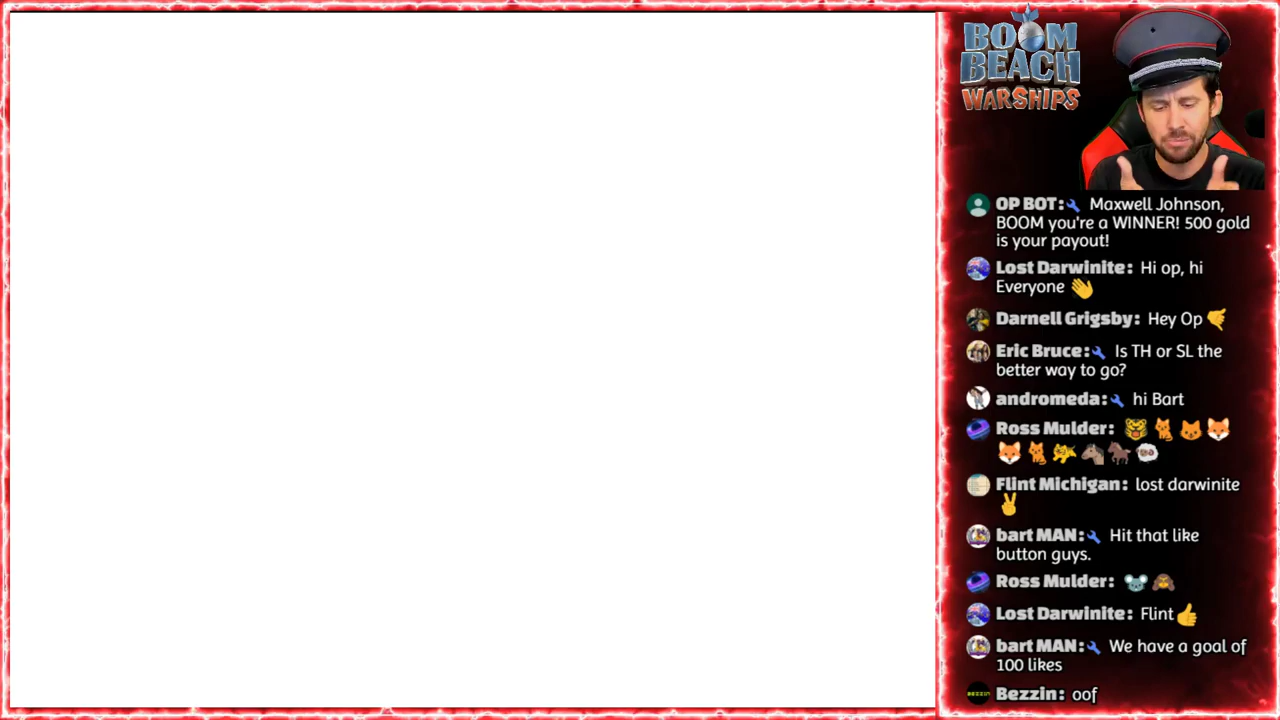 BOOM
BEACH
WARSHIPS
OP BOT: Maxwell Johnson,
BOOM you're a WINNER! 500 gold
is your payout!
Lost Darwinite: Hi op, hi
Everyone 👋
Darnell Grigsby: Hey Op 🤙
Eric Bruce: Is TH or SL the
better way to go?
andromeda: hi Bart
Ross Mulder: 🐯🐈🐱🦊
🦊🐈🐅🐴🐎🐑
Flint Michigan: lost darwinite
✌
bart MAN: Hit that like
button guys.
Ross Mulder: 🐭🙈
Lost Darwinite: Flint 👍
bart MAN: We have a goal of
100 likes
BEZZIN
Bezzin: oof